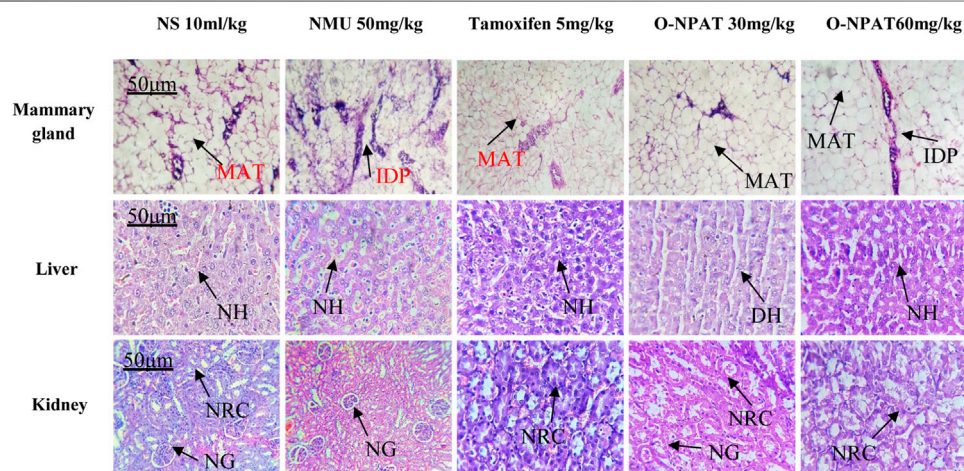 NS 10ml/kg NMU 50mg/kg Tamoxifen 5mg/kg O-NPAT 30 mg/kg O-NPAT60mg/kg
50µm
Mammary
gland
MAT IDP MAT MAT MAT IDP
50µm
Liver
NH NH NH DH NH
50µm
Kidney
NRC NG NRC NRC NRC
NG NG